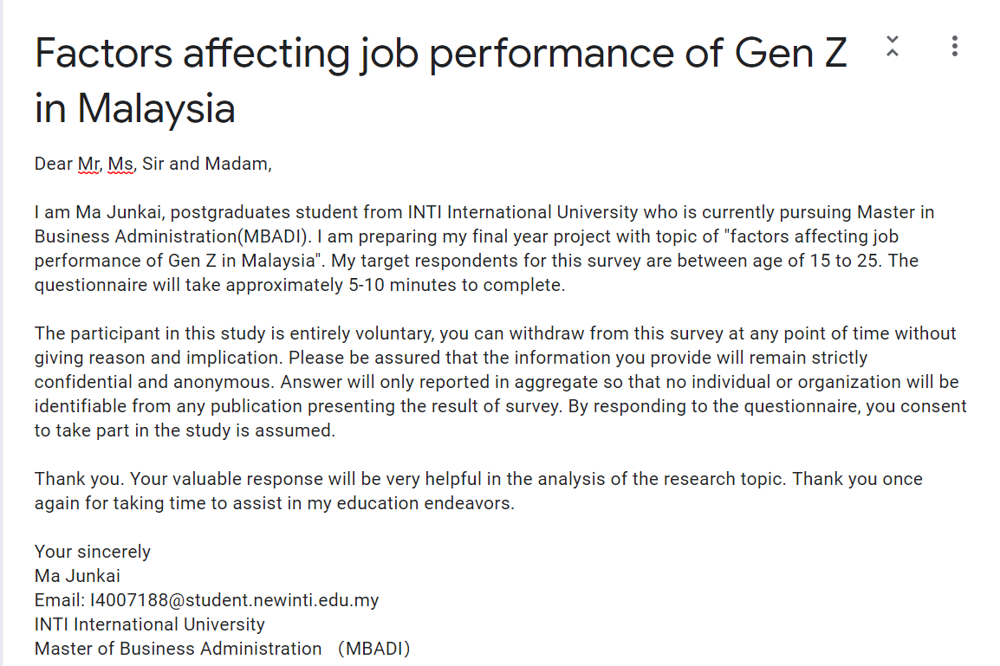 Factors affecting job performance of Gen Z
in Malaysia
Dear Mr, Ms, Sir and Madam,
I am Ma Junkai, postgraduates student from INTI International University who is currently pursuing Master in
Business Administration(MBADI). I am preparing my final year project with topic of "factors affecting job
performance of Gen Z in Malaysia". My target respondents for this survey are between age of 15 to 25. The
questionnaire will take approximately 5-10 minutes to complete.
The participant in this study is entirely voluntary, you can withdraw from this survey at any point of time without
giving reason and implication. Please be assured that the information you provide will remain strictly
confidential and anonymous. Answer will only reported in aggregate so that no individual or organization will be
identifiable from any publication presenting the result of survey. By responding to the questionnaire, you consent
to take part in the study is assumed.
Thank you. Your valuable response will be very helpful in the analysis of the research topic. Thank you once
again for taking time to assist in my education endeavors.
Your sincerely
Ma Junkai
Email: I4007188@student.newinti.edu.my
INTI International University
Master of Business Administration （MBADI）